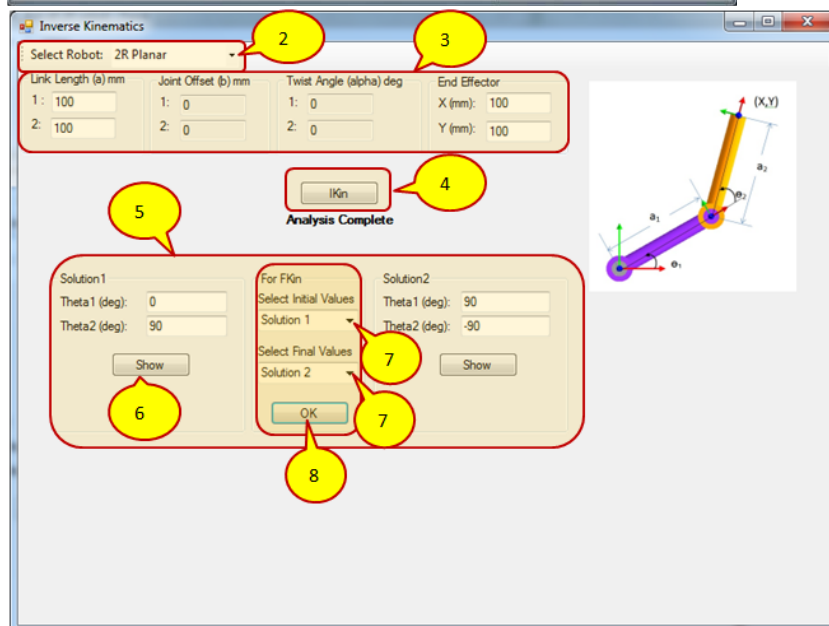 Inverse Kinematics
2
3
Select Robot: 2R Planar
Link Length (a) mm
1 : 100
2: 100
Joint Offset (b) mm
1: 0
2: 0
Twist Angle (alpha) deg
1: 0
2: 0
End Effector
X (mm): 100
Y (mm): 100
(X,Y)
a2
θ2
a1
θ1
IKin
4
Analysis Complete
5
Solution1
Theta1 (deg): 0
Theta2 (deg): 90
Show
6
For FKin
Select Initial Values
Solution 1
7
Select Final Values
Solution 2
7
OK
8
Solution2
Theta1 (deg): 90
Theta2 (deg): -90
Show